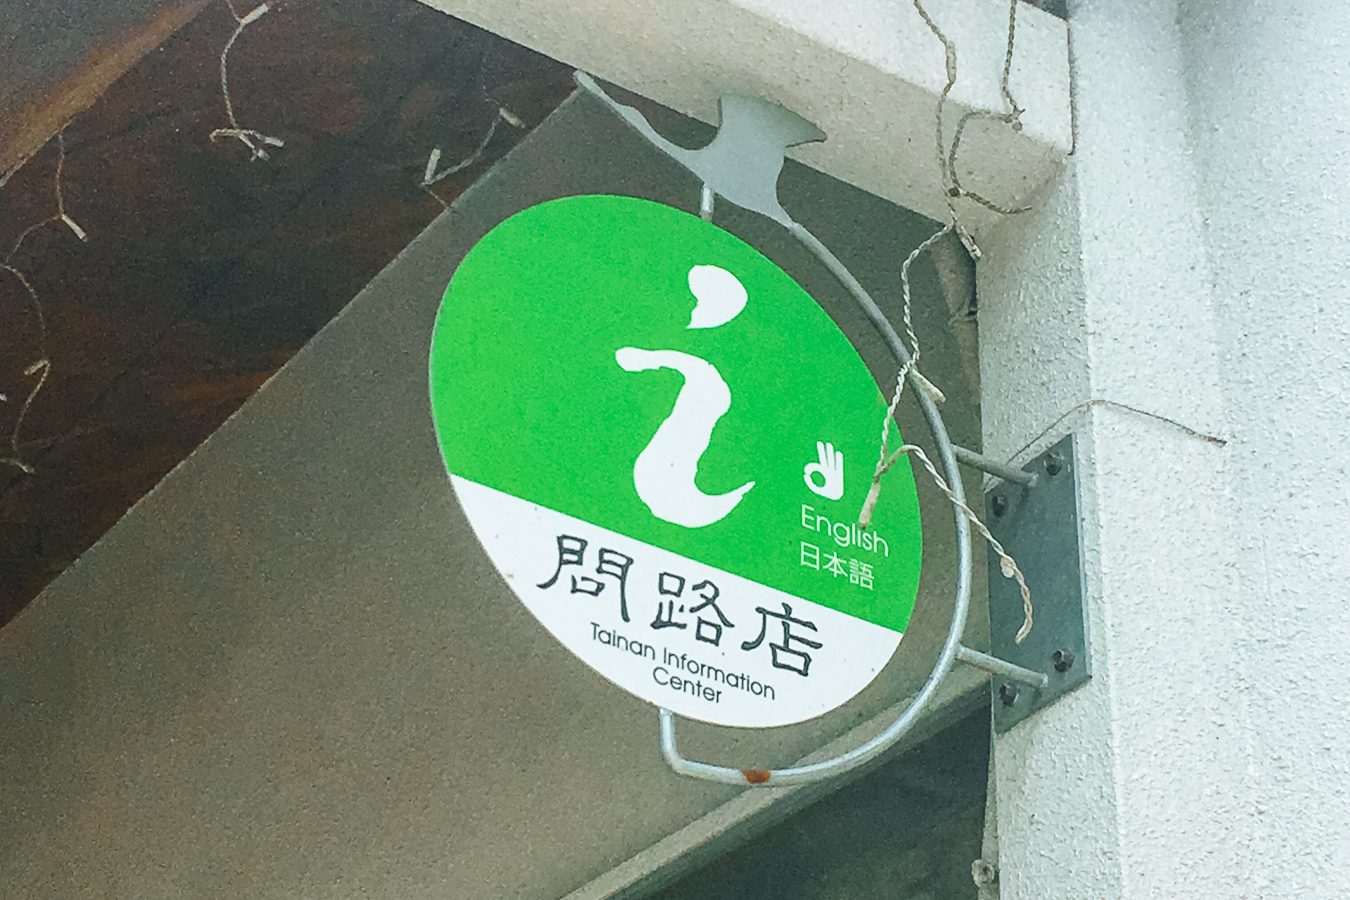 i
English
日本語
問路店
Tainan Information
Center